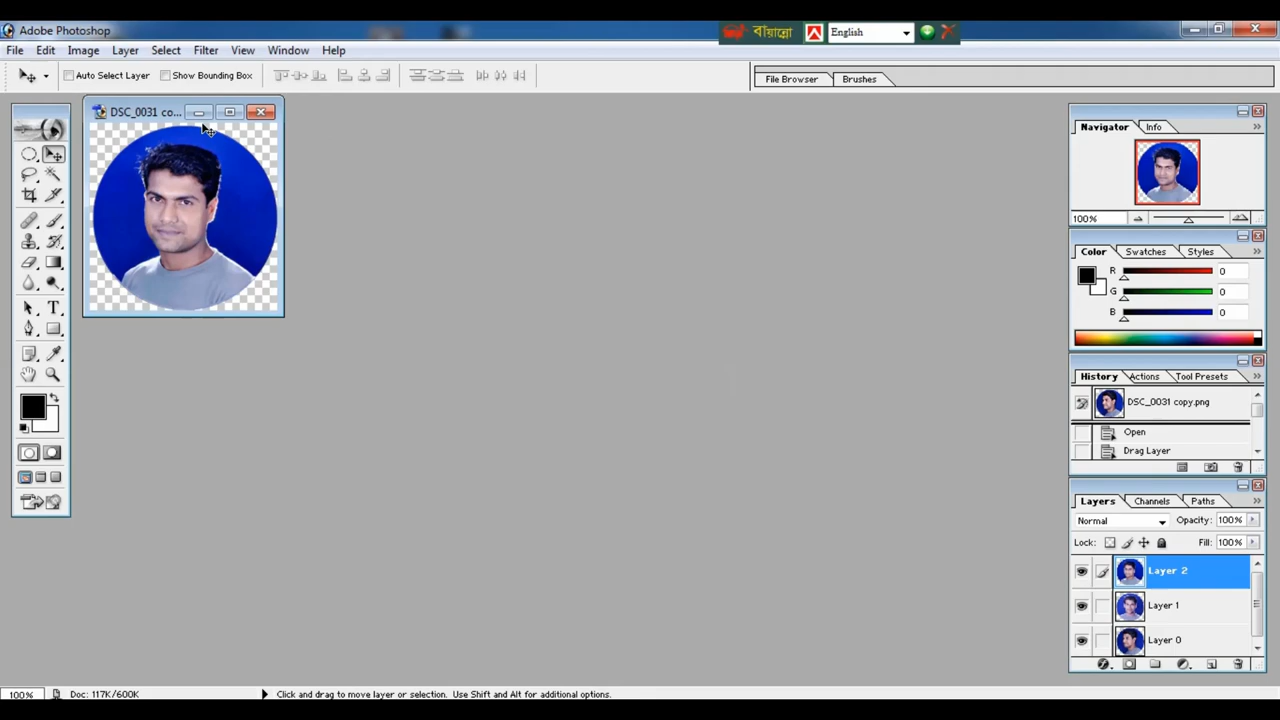 Adobe Photoshop
বায়ান্নো English
File Edit Image Layer Select Filter View Window Help
Auto Select Layer Show Bounding Box File Browser Brushes
DSC_0031 co...
Navigator Info
100%
Color Swatches Styles
R 0
G 0
B 0
History Actions Tool Presets
DSC_0031 copy.png
Open
Drag Layer
Layers Channels Paths
Normal Opacity: 100%
Lock: Fill: 100%
Layer 2
Layer 1
Layer 0
100% Doc: 117K/600K Click and drag to move layer or selection. Use Shift and Alt for additional options.